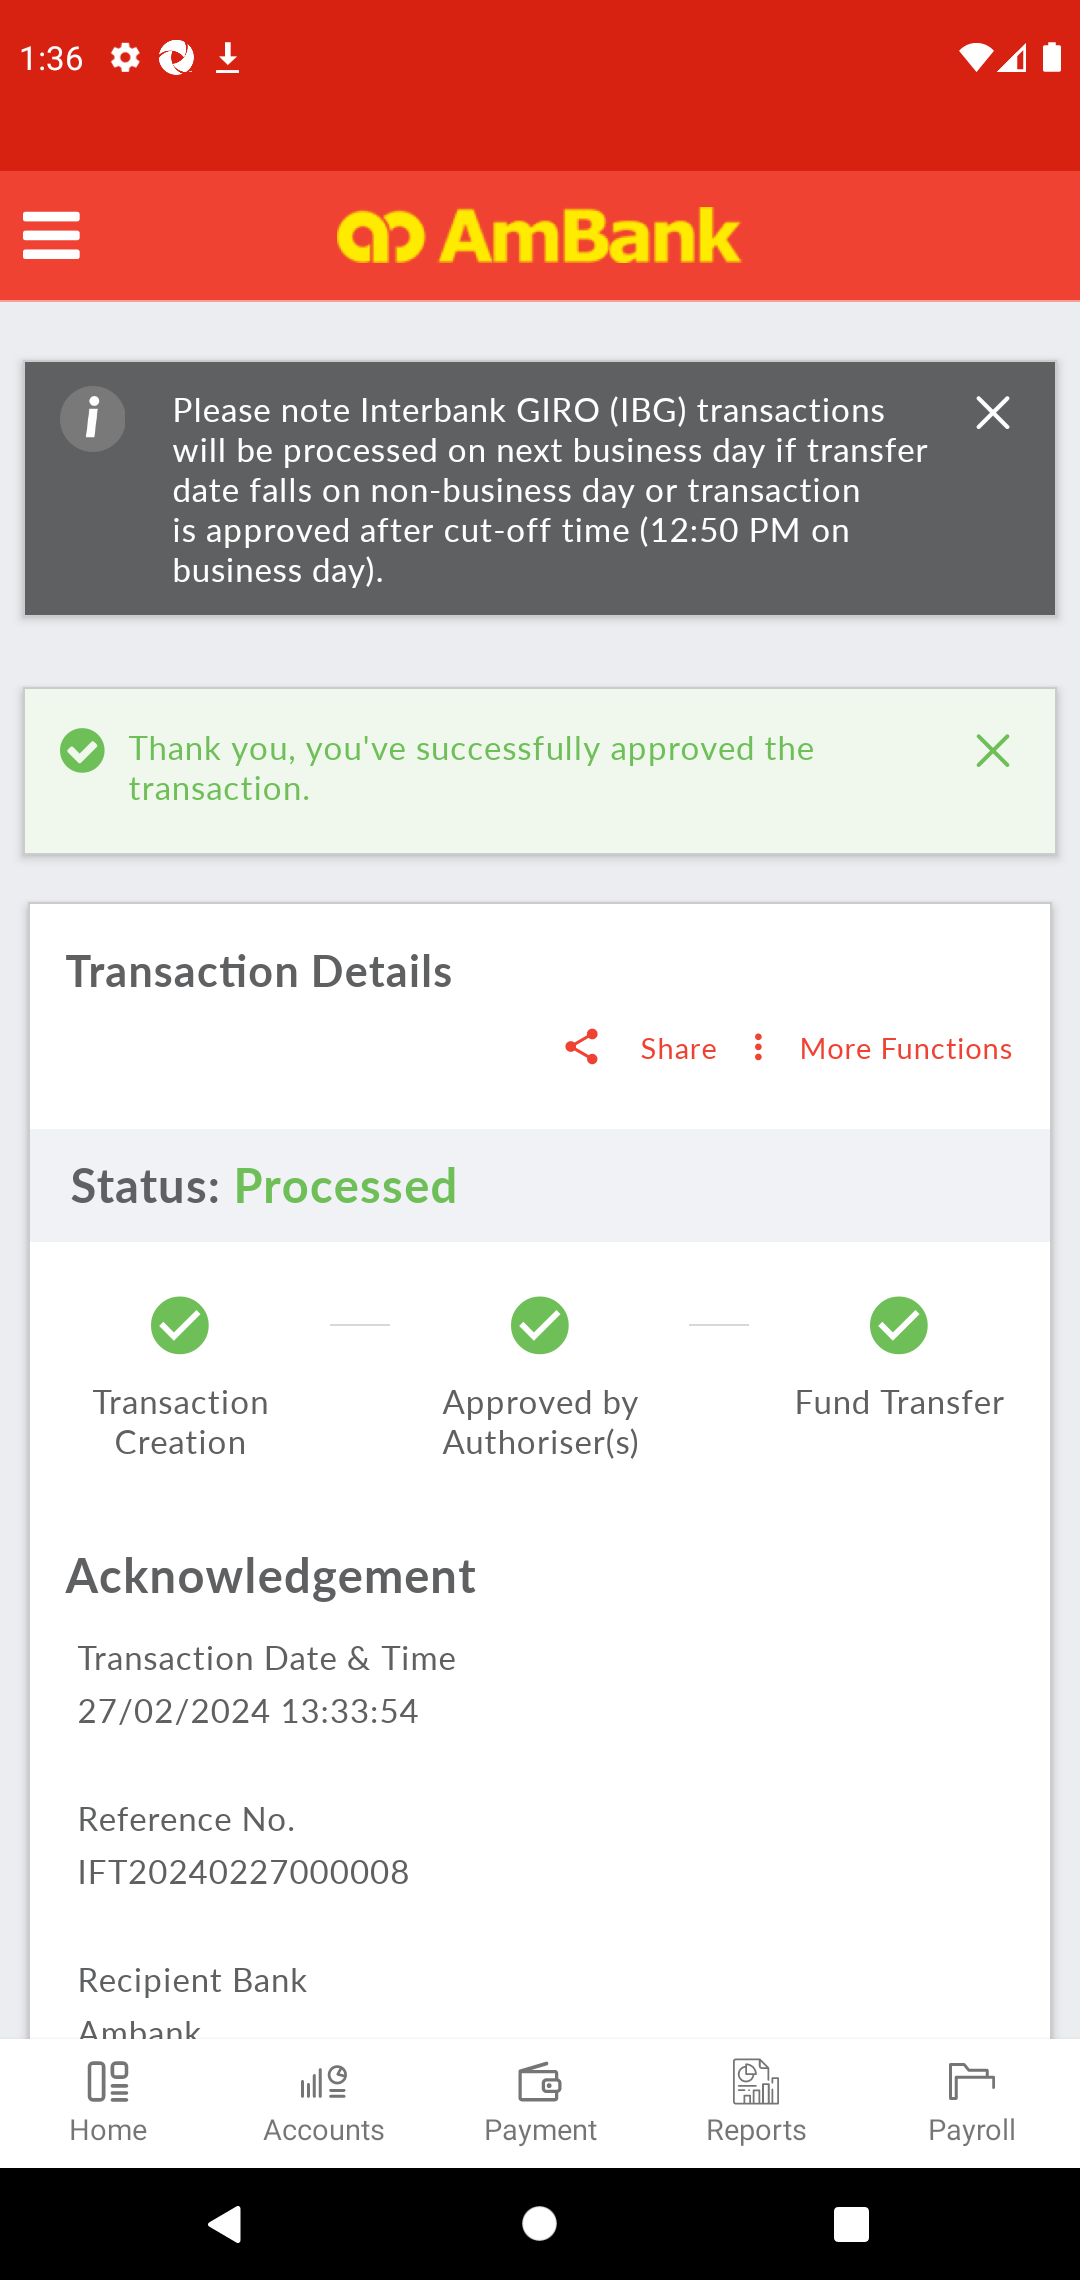 1:36
AmBank
Please note Interbank GIRO (IBG) transactions
will be processed on next business day if transfer
date falls on non-business day or transaction
is approved after cut-off time (12:50 PM on
business day).
Thank you, you've successfully approved the
transaction.
Transaction Details
Share More Functions
Status: Processed
Transaction Creation
Approved by Authoriser(s)
Fund Transfer
Acknowledgement
Transaction Date & Time
27/02/2024 13:33:54
Reference No.
IFT20240227000008
Recipient Bank
Ambank
Home Accounts Payment Reports Payroll